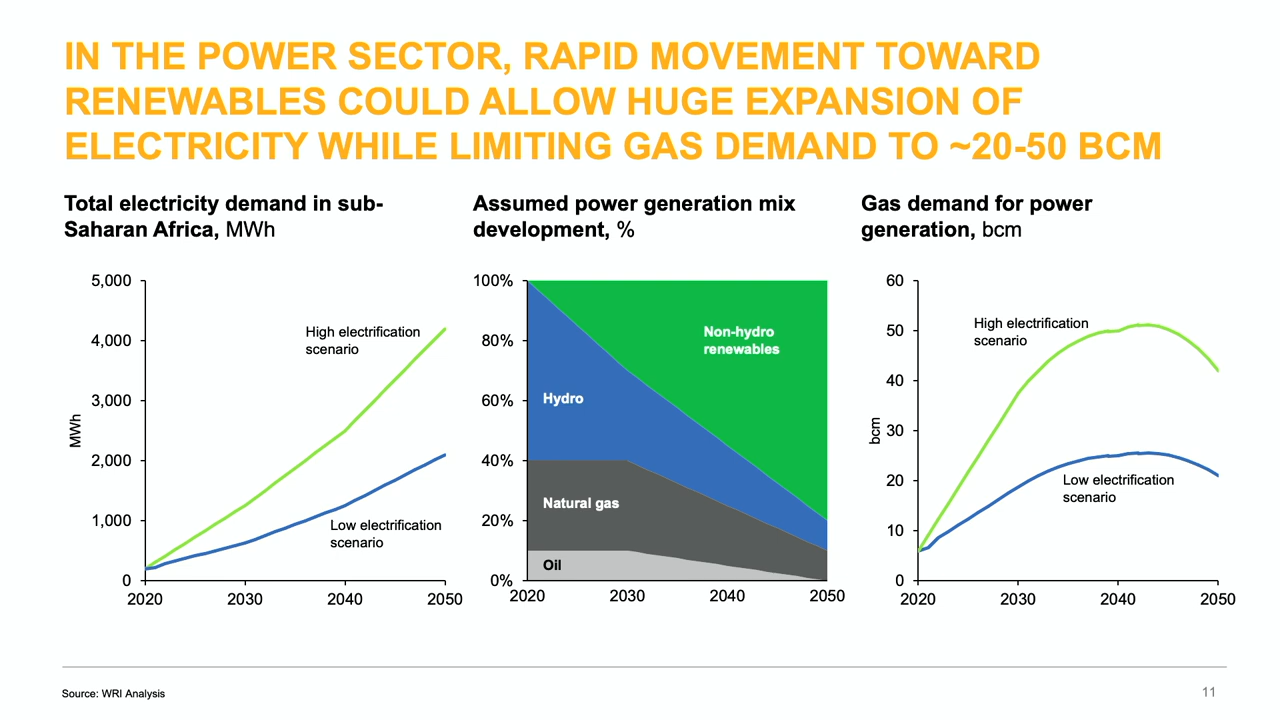 IN THE POWER SECTOR, RAPID MOVEMENT TOWARD
RENEWABLES COULD ALLOW HUGE EXPANSION OF
ELECTRICITY WHILE LIMITING GAS DEMAND TO ~20-50 BCM
Total electricity demand in sub-
Saharan Africa, MWh
5,000
4,000
3,000
2,000
1,000
0
MWh
High electrification
scenario
Low electrification
scenario
2020 2030 2040 2050
Assumed power generation mix
development, %
100%
80%
60%
40%
20%
0%
Non-hydro
renewables
Hydro
Natural gas
Oil
2020 2030 2040 2050
Gas demand for power
generation, bcm
60
50
40
30
20
10
0
bcm
High electrification
scenario
Low electrification
scenario
2020 2030 2040 2050
Source: WRI Analysis
11